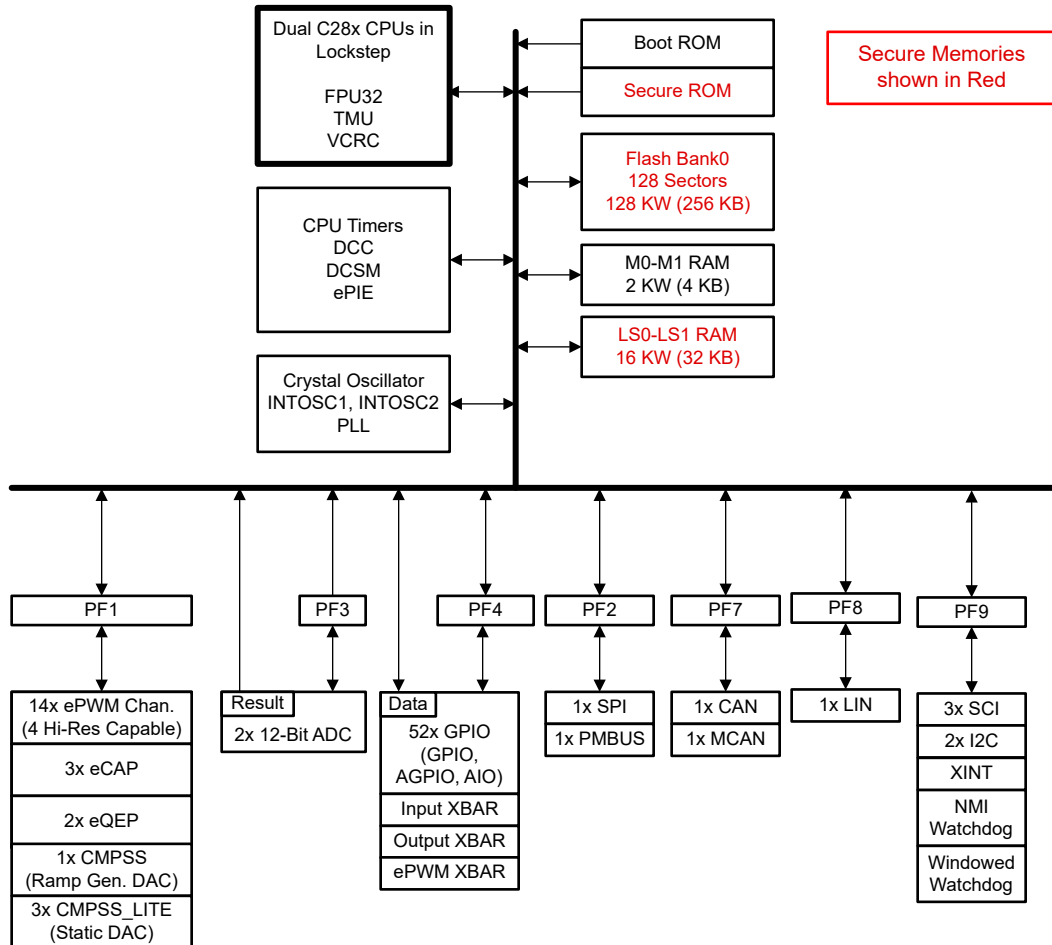 Dual C28x CPUs in
Lockstep
FPU32
TMU
VCRC
CPU Timers
DCC
DCSM
ePIE
Crystal Oscillator
INTOSC1, INTOSC2
PLL
Boot ROM
Secure ROM
Flash Bank0
128 Sectors
128 KW (256 KB)
M0-M1 RAM
2 KW (4 KB)
LS0-LS1 RAM
16 KW (32 KB)
Secure Memories
shown in Red
PF1
PF3
PF4
PF2
PF7
PF8
PF9
14x ePWM Chan.
(4 Hi-Res Capable)
3x eCAP
2x eQEP
1x CMPSS
(Ramp Gen. DAC)
3x CMPSS_LITE
(Static DAC)
Result
2x 12-Bit ADC
Data
52x GPIO
(GPIO,
AGPIO, AIO)
Input XBAR
Output XBAR
ePWM XBAR
1x SPI
1x PMBUS
1x CAN
1x MCAN
1x LIN
3x SCI
2x I2C
XINT
NMI
Watchdog
Windowed
Watchdog